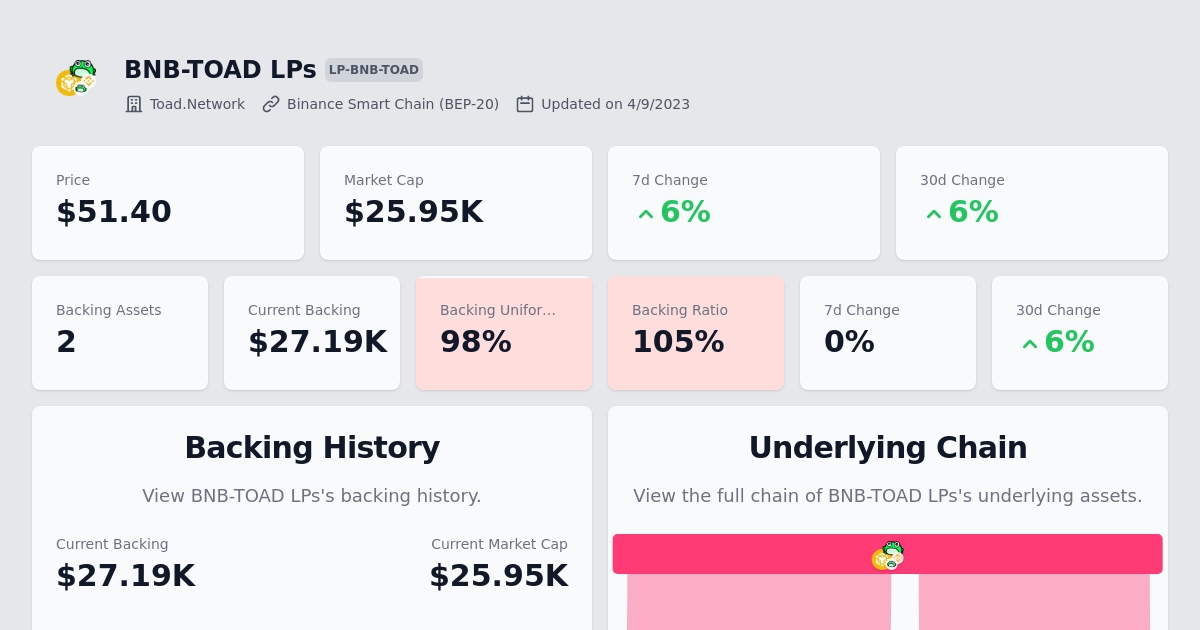 BNB-TOAD LPs LP-BNB-TOAD
Toad.Network Binance Smart Chain (BEP-20) Updated on 4/9/2023
Price
$51.40
Market Cap
$25.95K
7d Change
6%
30d Change
6%
Backing Assets
2
Current Backing
$27.19K
Backing Unifor...
98%
Backing Ratio
105%
7d Change
0%
30d Change
6%
Backing History
View BNB-TOAD LPs's backing history.
Current Backing
$27.19K
Current Market Cap
$25.95K
Underlying Chain
View the full chain of BNB-TOAD LPs's underlying assets.